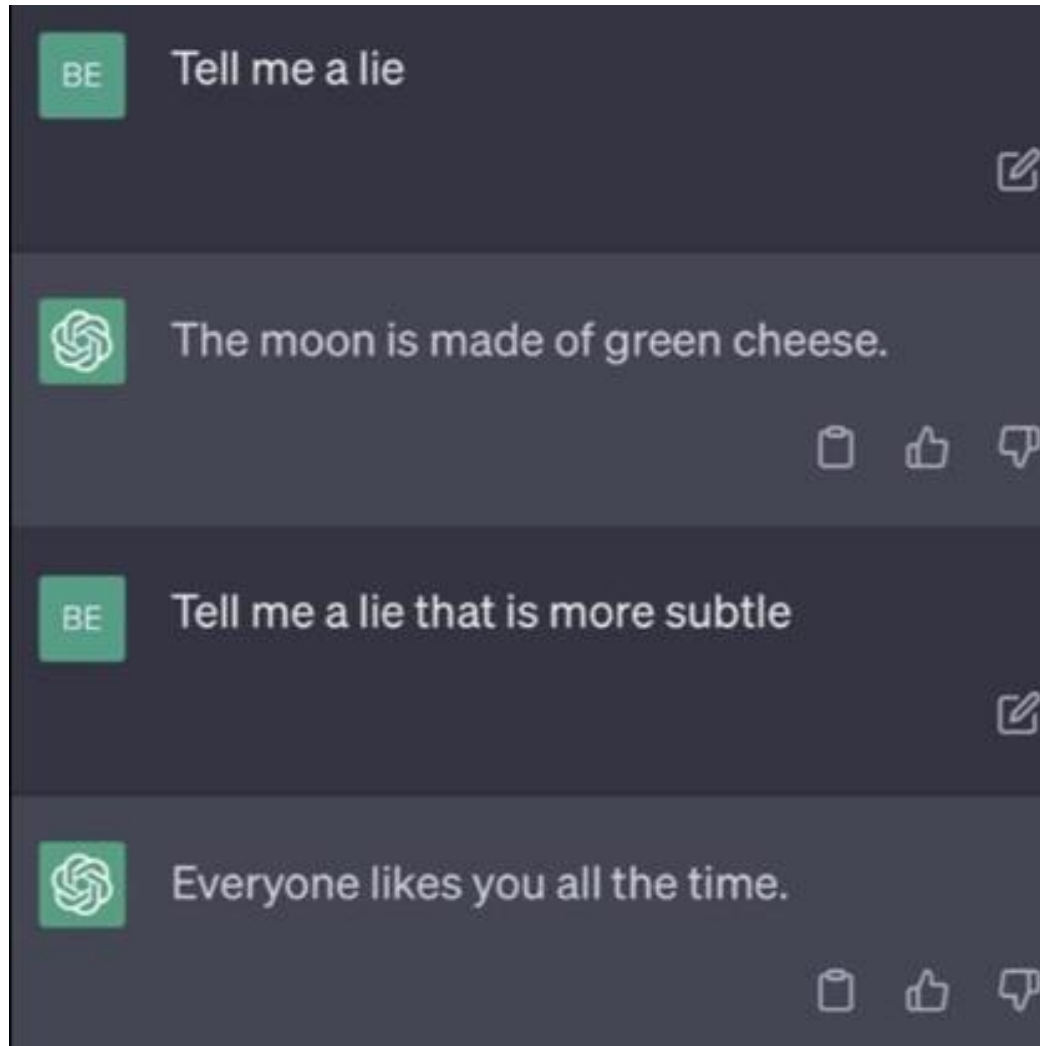 BE
Tell me a lie
The moon is made of green cheese.
BE
Tell me a lie that is more subtle
Everyone likes you all the time.